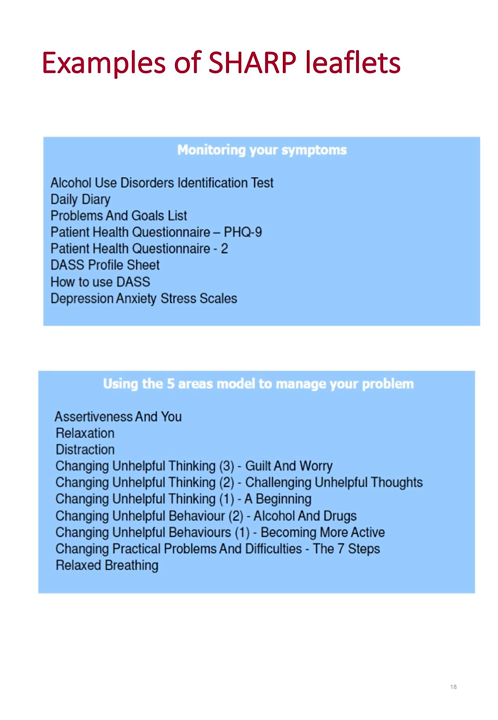 Examples of SHARP leaflets
Monitoring your symptoms
Alcohol Use Disorders Identification Test
Daily Diary
Problems And Goals List
Patient Health Questionnaire – PHQ-9
Patient Health Questionnaire - 2
DASS Profile Sheet
How to use DASS
Depression Anxiety Stress Scales
Using the 5 areas model to manage your problem
Assertiveness And You
Relaxation
Distraction
Changing Unhelpful Thinking (3) - Guilt And Worry
Changing Unhelpful Thinking (2) - Challenging Unhelpful Thoughts
Changing Unhelpful Thinking (1) - A Beginning
Changing Unhelpful Behaviour (2) - Alcohol And Drugs
Changing Unhelpful Behaviours (1) - Becoming More Active
Changing Practical Problems And Difficulties - The 7 Steps
Relaxed Breathing
18